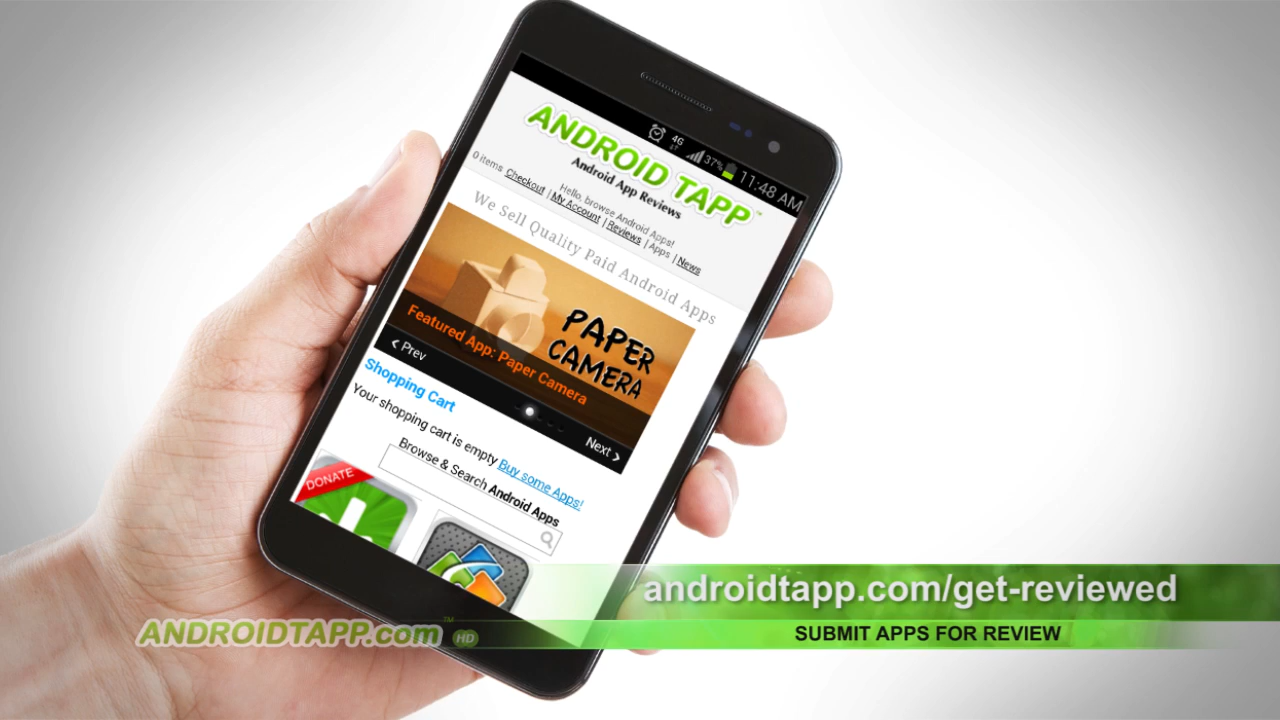 4G
37%
11:48 AM
ANDROID TAPP™
Android App Reviews
Hello, browse Android Apps!
0 items Checkout | My Account | Reviews | Apps | News
We Sell Quality Paid Android Apps
PAPER
CAMERA
Featured App: Paper Camera
‹ Prev
Next ›
Shopping Cart
Your shopping cart is empty Buy some Apps!
Browse & Search Android Apps
DONATE
androidtapp.com/get-reviewed
SUBMIT APPS FOR REVIEW
ANDROIDTAPP.com™ HD